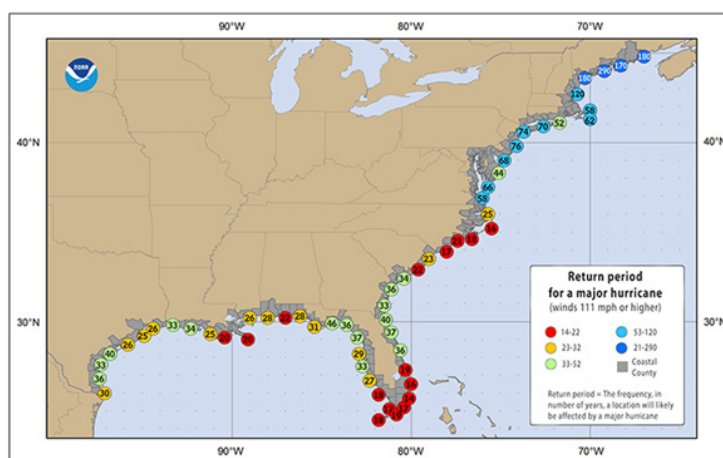 90°W 80°W 70°W
NOAA
180
290 170 180
120
58
62
52
70
74
76
40°N 40°N
68
44
66
58
25
16
18
21
17
23
22
34
36
33
40
37
36
30°N 30°N
26 28 22 28
31
46 36
37
29
33
27
26 33 34
25
26
25 20 20
40
33
36
30
18 17 18 19 17 14 16 19
Return period
for a major hurricane
(winds 111 mph or higher)
14-22 53-120
23-32 21-290
33-52 Coastal
County
Return period = The frequency, in
number of years, a location will likely
be affected by a major hurricane
90°W 80°W 70°W